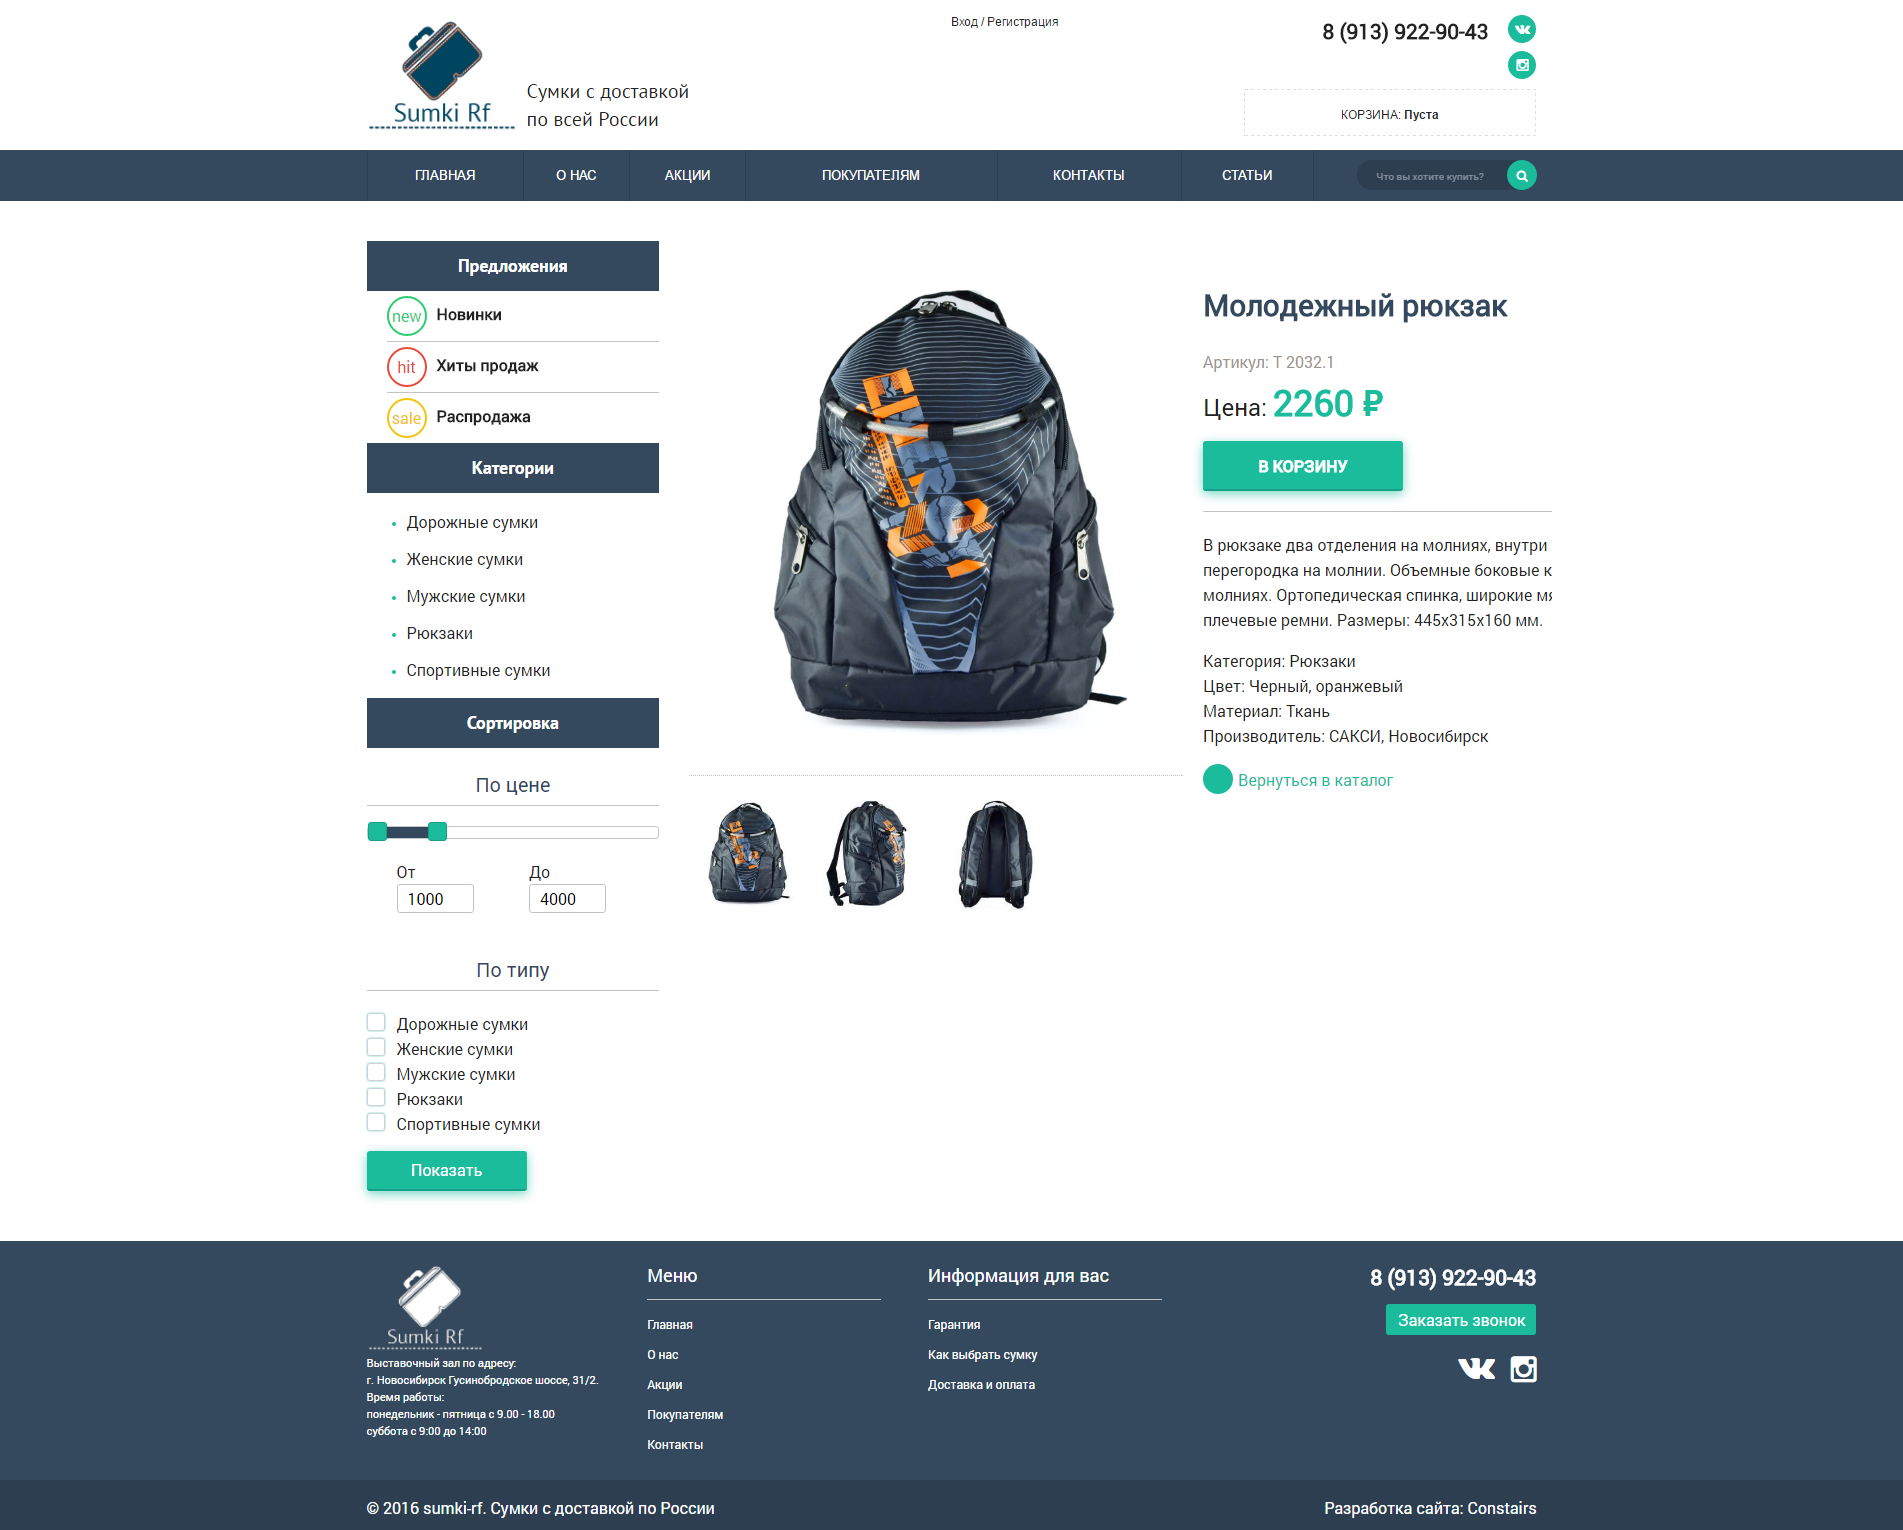 Вход / Регистрация
8 (913) 922-90-43
Sumki Rf
Сумки с доставкой
по всей России
КОРЗИНА: Пуста
ГЛАВНАЯ
О НАС
АКЦИИ
ПОКУПАТЕЛЯМ
КОНТАКТЫ
СТАТЬИ
Что вы хотите купить?
Предложения
new Новинки
hit Хиты продаж
sale Распродажа
Категории
Дорожные сумки
Женские сумки
Мужские сумки
Рюкзаки
Спортивные сумки
Сортировка
По цене
От
До
1000
4000
По типу
Дорожные сумки
Женские сумки
Мужские сумки
Рюкзаки
Спортивные сумки
Показать
Молодежный рюкзак
Артикул: Т 2032.1
Цена: 2260 ₽
В КОРЗИНУ
В рюкзаке два отделения на молниях, внутри
перегородка на молнии. Объемные боковые к
молниях. Ортопедическая спинка, широкие мя
плечевые ремни. Размеры: 445х315х160 мм.
Категория: Рюкзаки
Цвет: Черный, оранжевый
Материал: Ткань
Производитель: САКСИ, Новосибирск
Вернуться в каталог
Sumki Rf
Выставочный зал по адресу:
г. Новосибирск Гусинобродское шоссе, 31/2.
Время работы:
понедельник - пятница с 9.00 - 18.00
суббота с 9:00 до 14:00
Меню
Главная
О нас
Акции
Покупателям
Контакты
Информация для вас
Гарантия
Как выбрать сумку
Доставка и оплата
8 (913) 922-90-43
Заказать звонок
© 2016 sumki-rf. Сумки с доставкой по России
Разработка сайта: Constairs